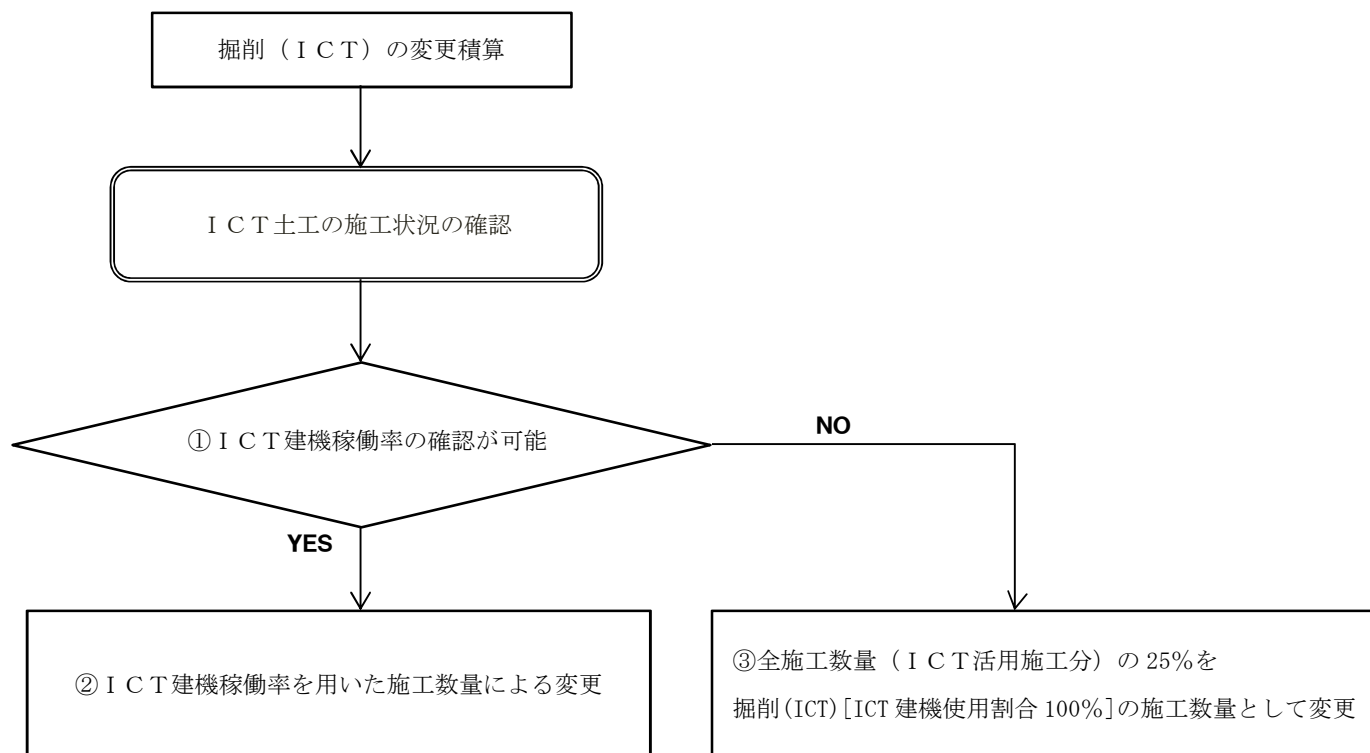 掘削（ＩＣＴ）の変更積算
ＩＣＴ土工の施工状況の確認
①ＩＣＴ建機稼働率の確認が可能
NO
YES
②ＩＣＴ建機稼働率を用いた施工数量による変更
③全施工数量（ＩＣＴ活用施工分）の 25％を
掘削(ICT)[ICT 建機使用割合 100％]の施工数量として変更